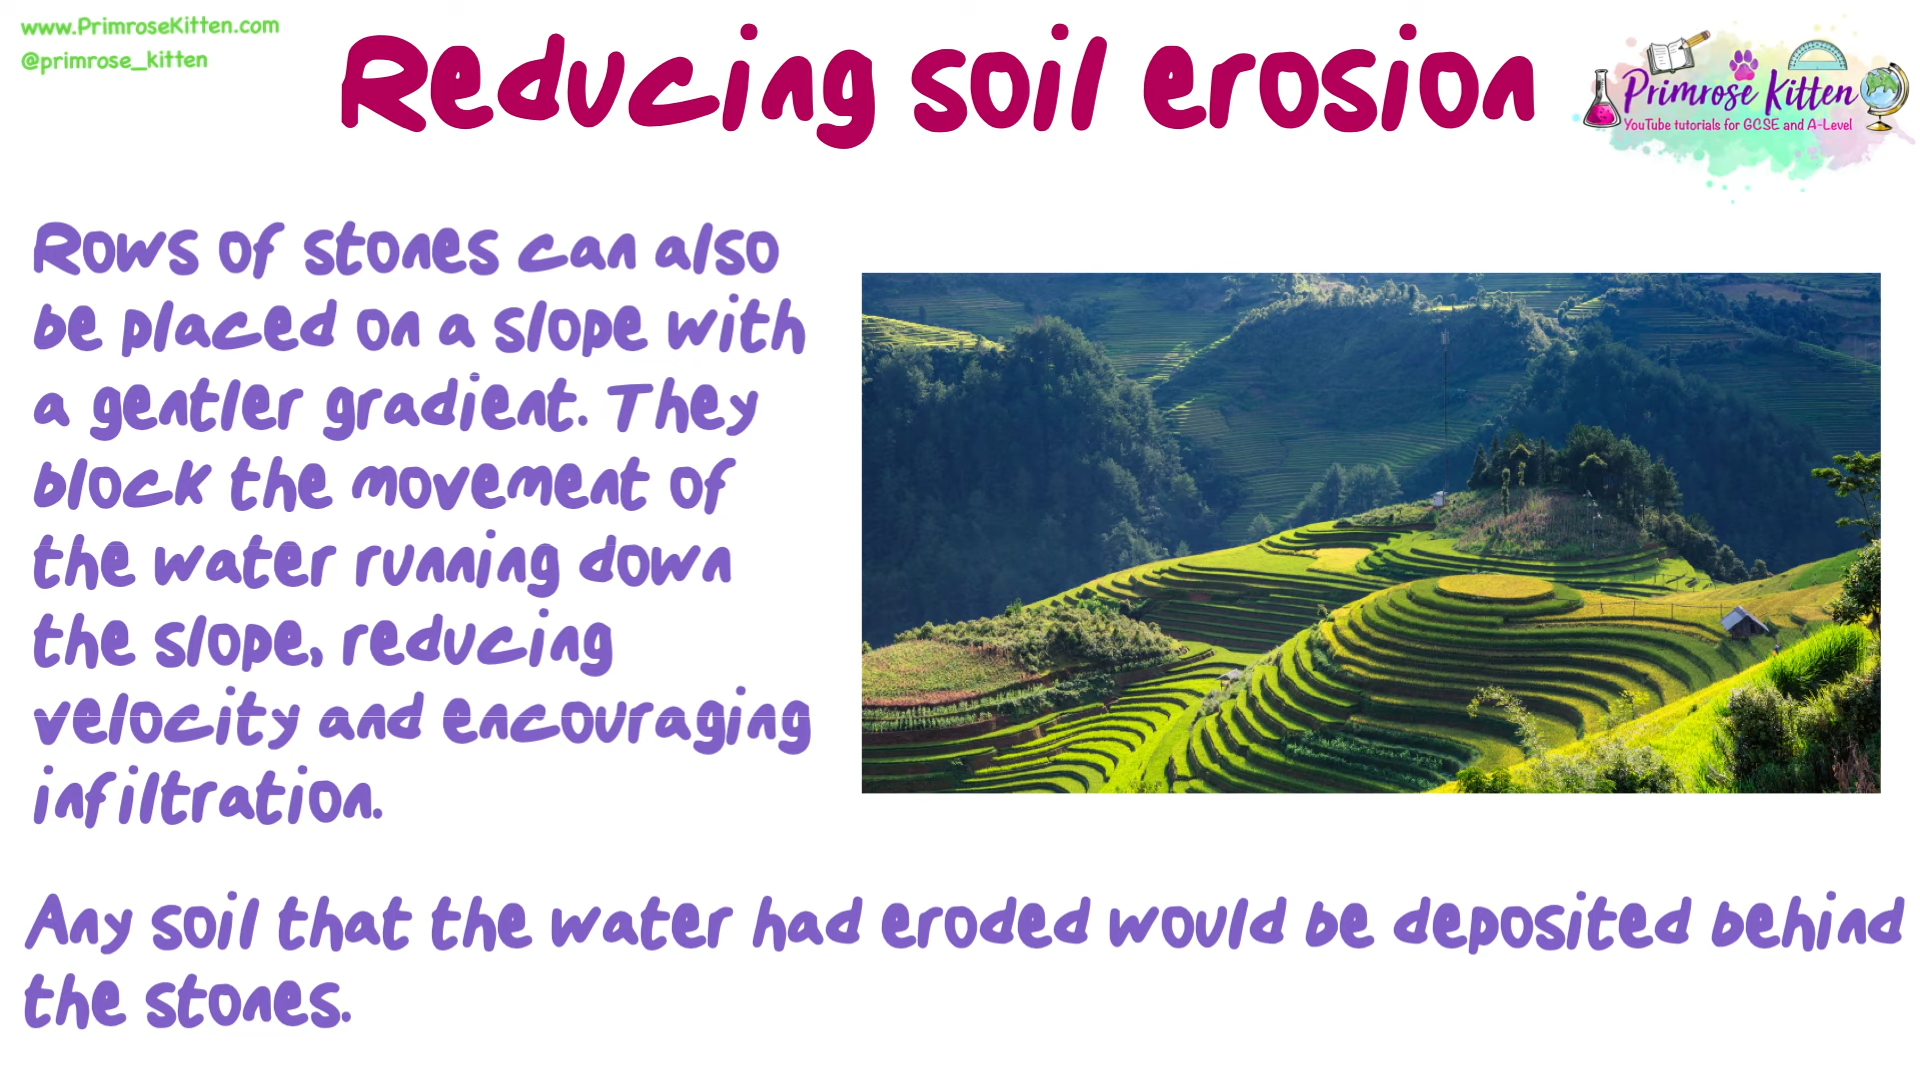 www.PrimroseKitten.com
@primrose_kitten
Reducing soil erosion
Primrose Kitten
YouTube tutorials for GCSE and A-Level
Rows of stones can also
be placed on a slope with
a gentler gradient. They
block the movement of
the water running down
the slope, reducing
velocity and encouraging
infiltration.
Any soil that the water had eroded would be deposited behind
the stones.